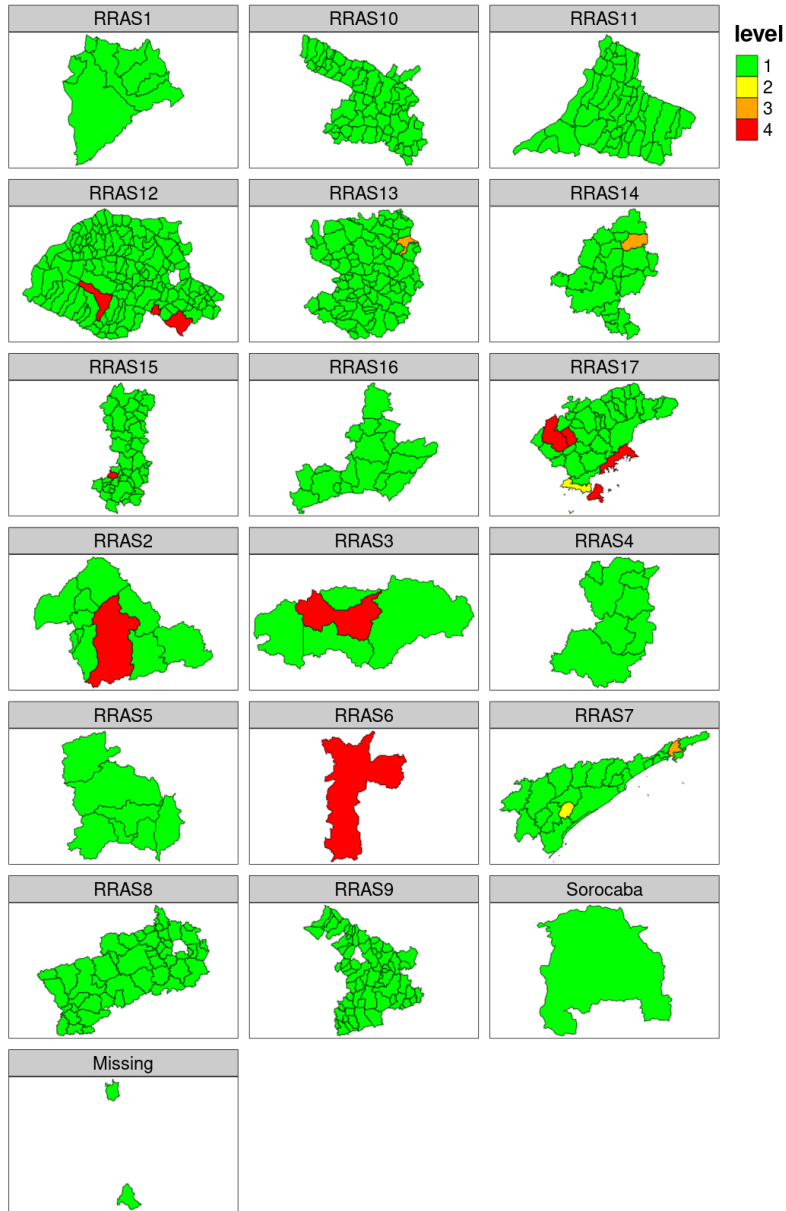 RRAS1 RRAS10 RRAS11
level
1
2
3
4
RRAS12 RRAS13 RRAS14
RRAS15 RRAS16 RRAS17
RRAS2 RRAS3 RRAS4
RRAS5 RRAS6 RRAS7
RRAS8 RRAS9 Sorocaba
Missing